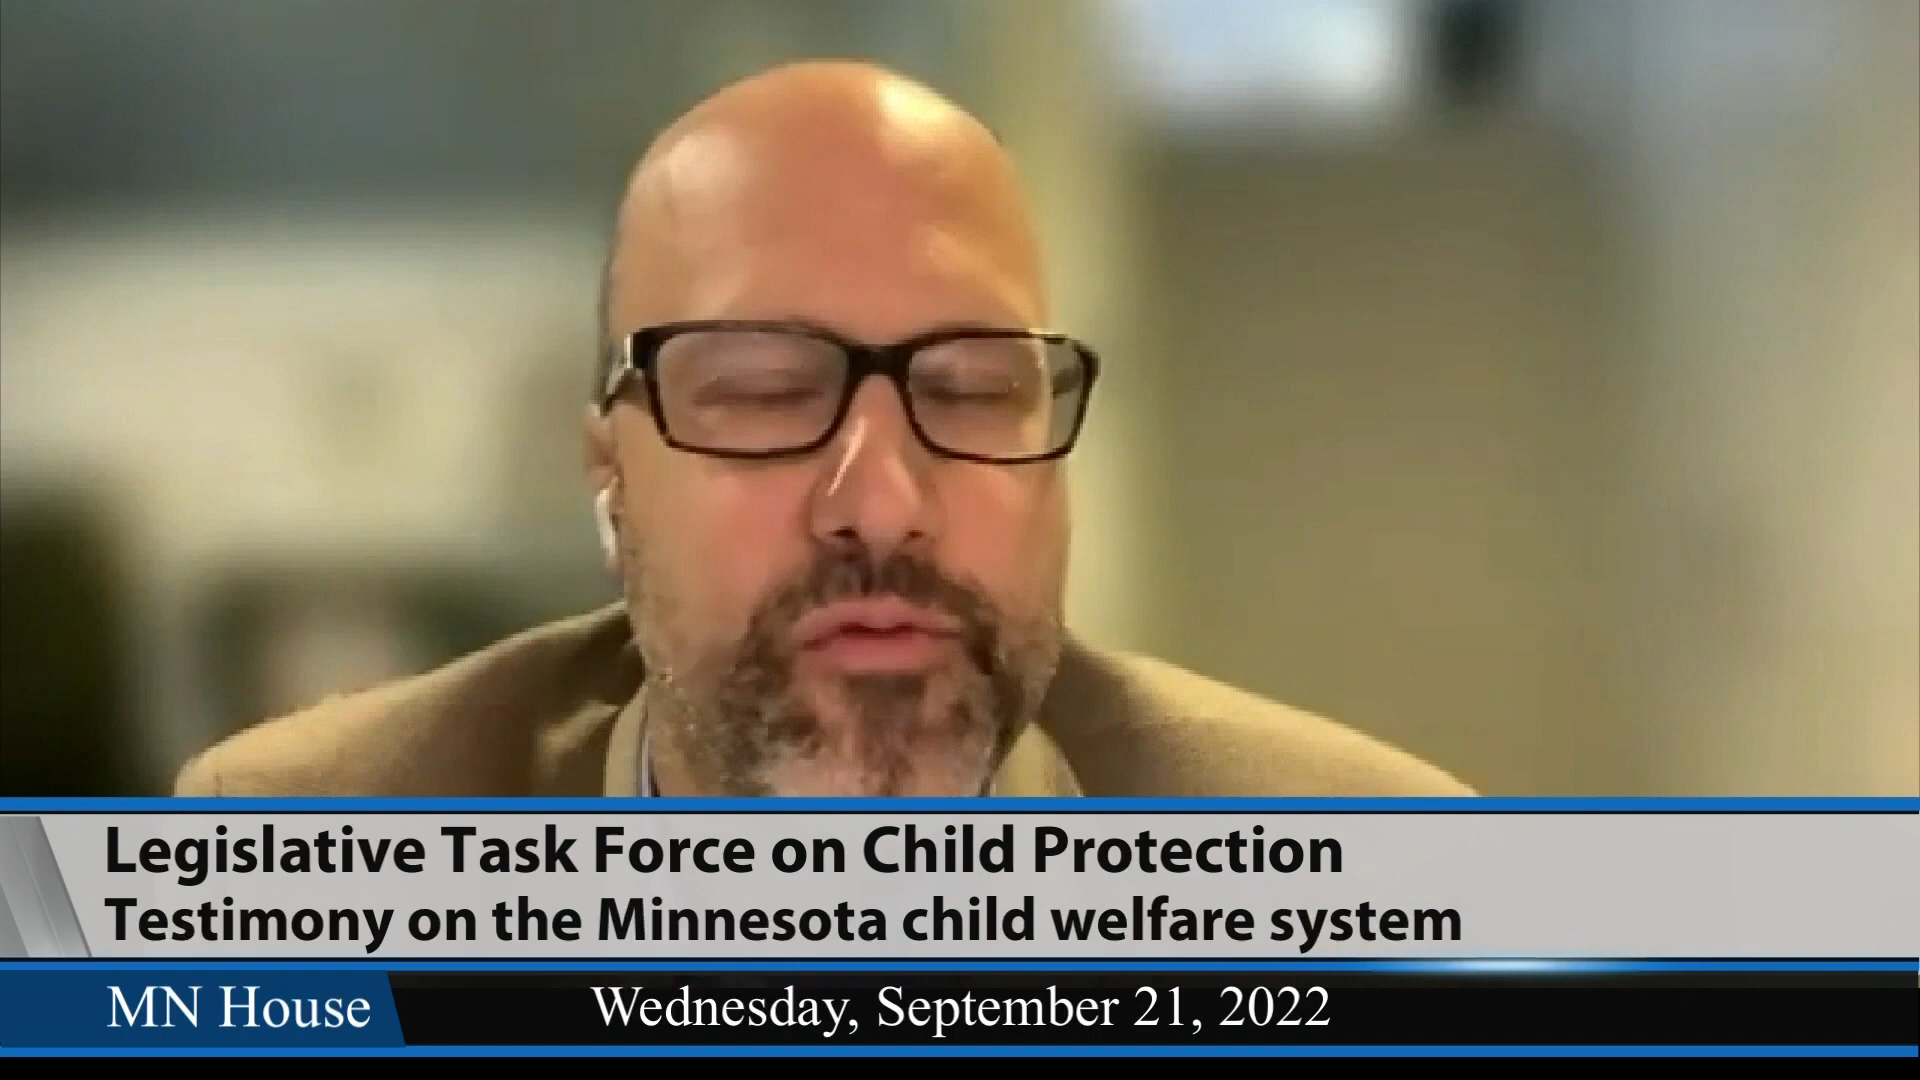 Legislative Task Force on Child Protection
Testimony on the Minnesota child welfare system
MN House
Wednesday, September 21, 2022